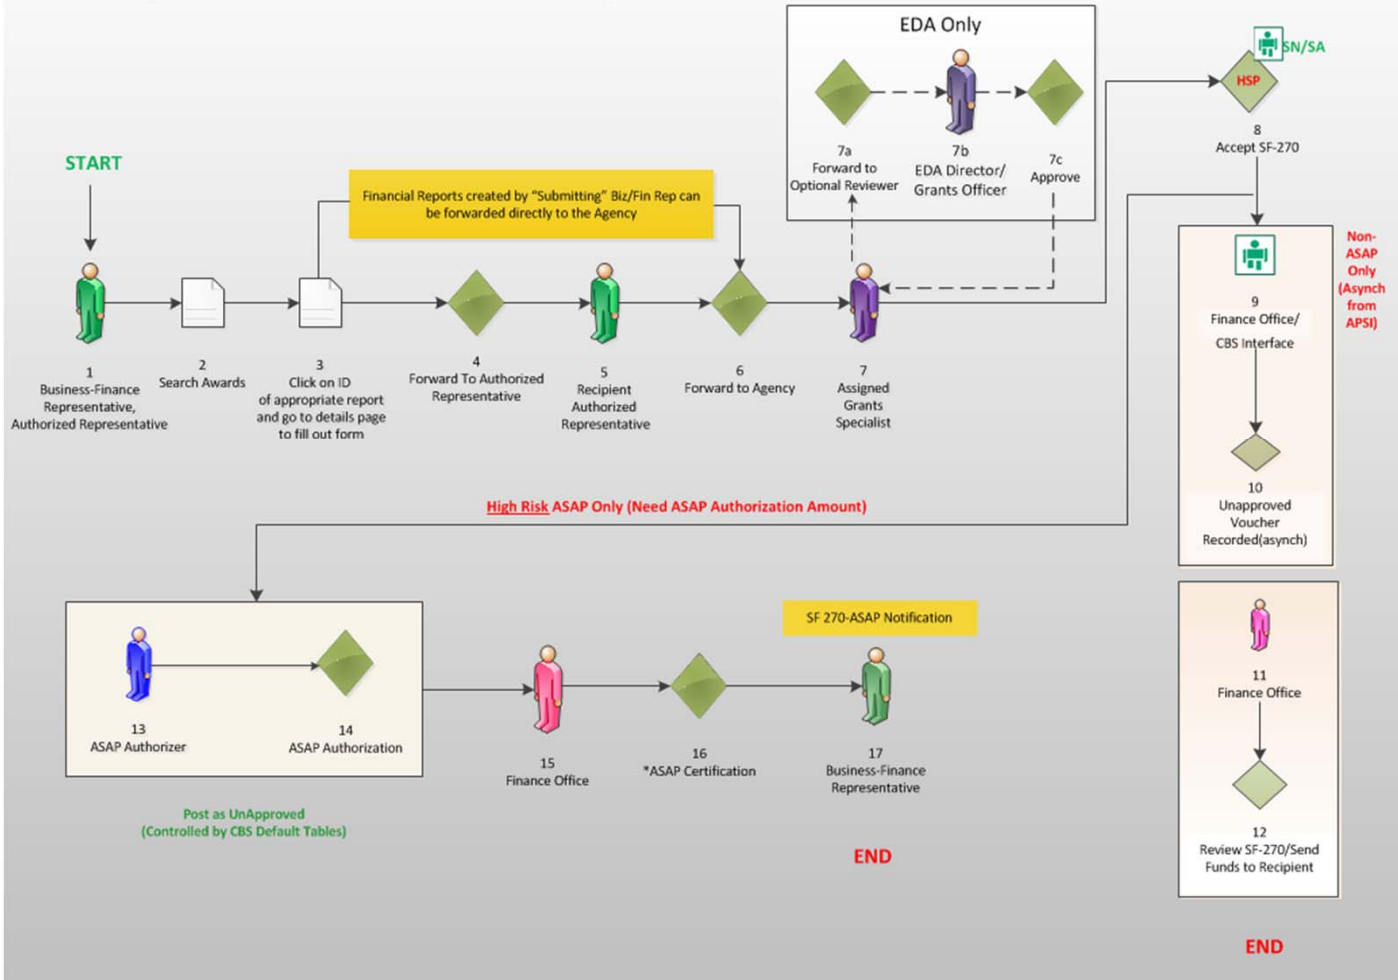 EDA Only
7a
Forward to
Optional Reviewer
7b
EDA Director/
Grants Officer
7c
Approve
SN/SA
HSP
8
Accept SF-270
START
Financial Reports created by "Submitting" Biz/Fin Rep can
be forwarded directly to the Agency
1
Business-Finance
Representative,
Authorized Representative
2
Search Awards
3
Click on ID
of appropriate report
and go to details page
to fill out form
4
Forward To Authorized
Representative
5
Recipient
Authorized
Representative
6
Forward to Agency
7
Assigned
Grants
Specialist
9
Finance Office/
CBS Interface
10
Unapproved
Voucher
Recorded(asynch)
Non-
ASAP
Only
(Asynch
from
APSI)
High Risk ASAP Only (Need ASAP Authorization Amount)
11
Finance Office
12
Review SF-270/Send
Funds to Recipient
END
13
ASAP Authorizer
14
ASAP Authorization
Post as UnApproved
(Controlled by CBS Default Tables)
15
Finance Office
16
*ASAP Certification
SF 270-ASAP Notification
17
Business-Finance
Representative
END